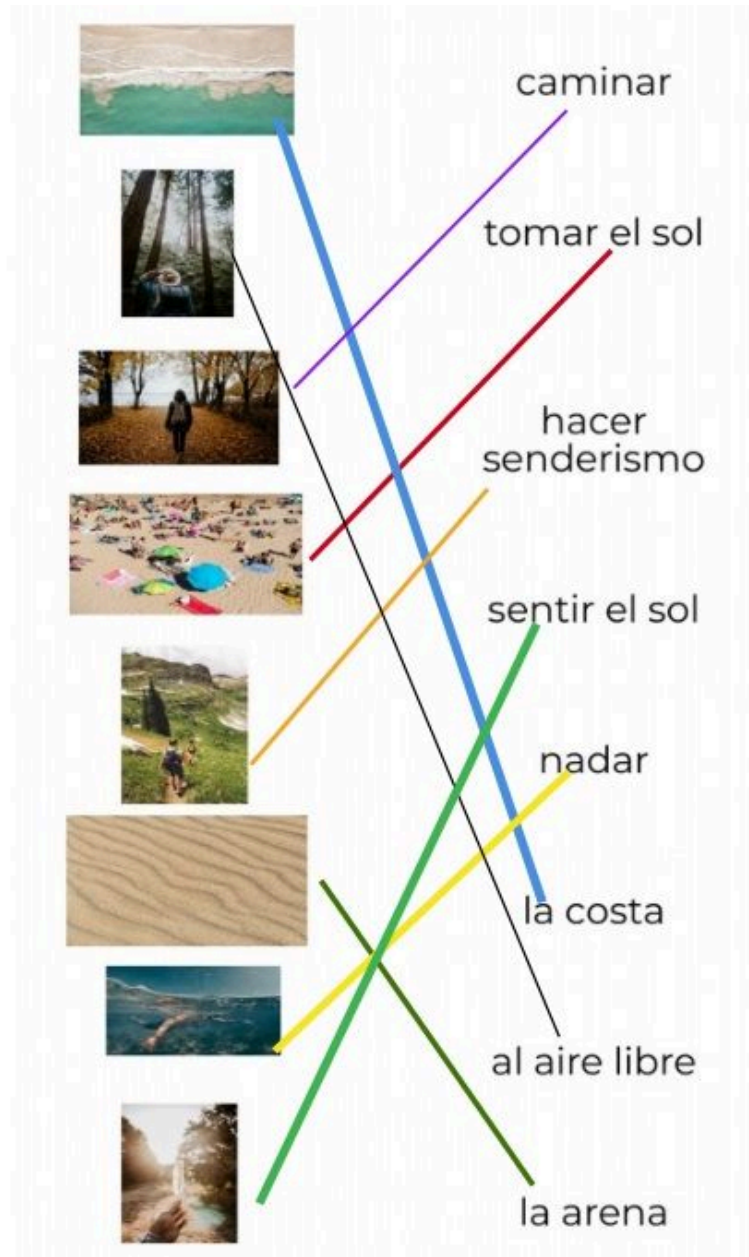 caminar
tomar el sol
hacer
senderismo
sentir el sol
nadar
la costa
al aire libre
la arena